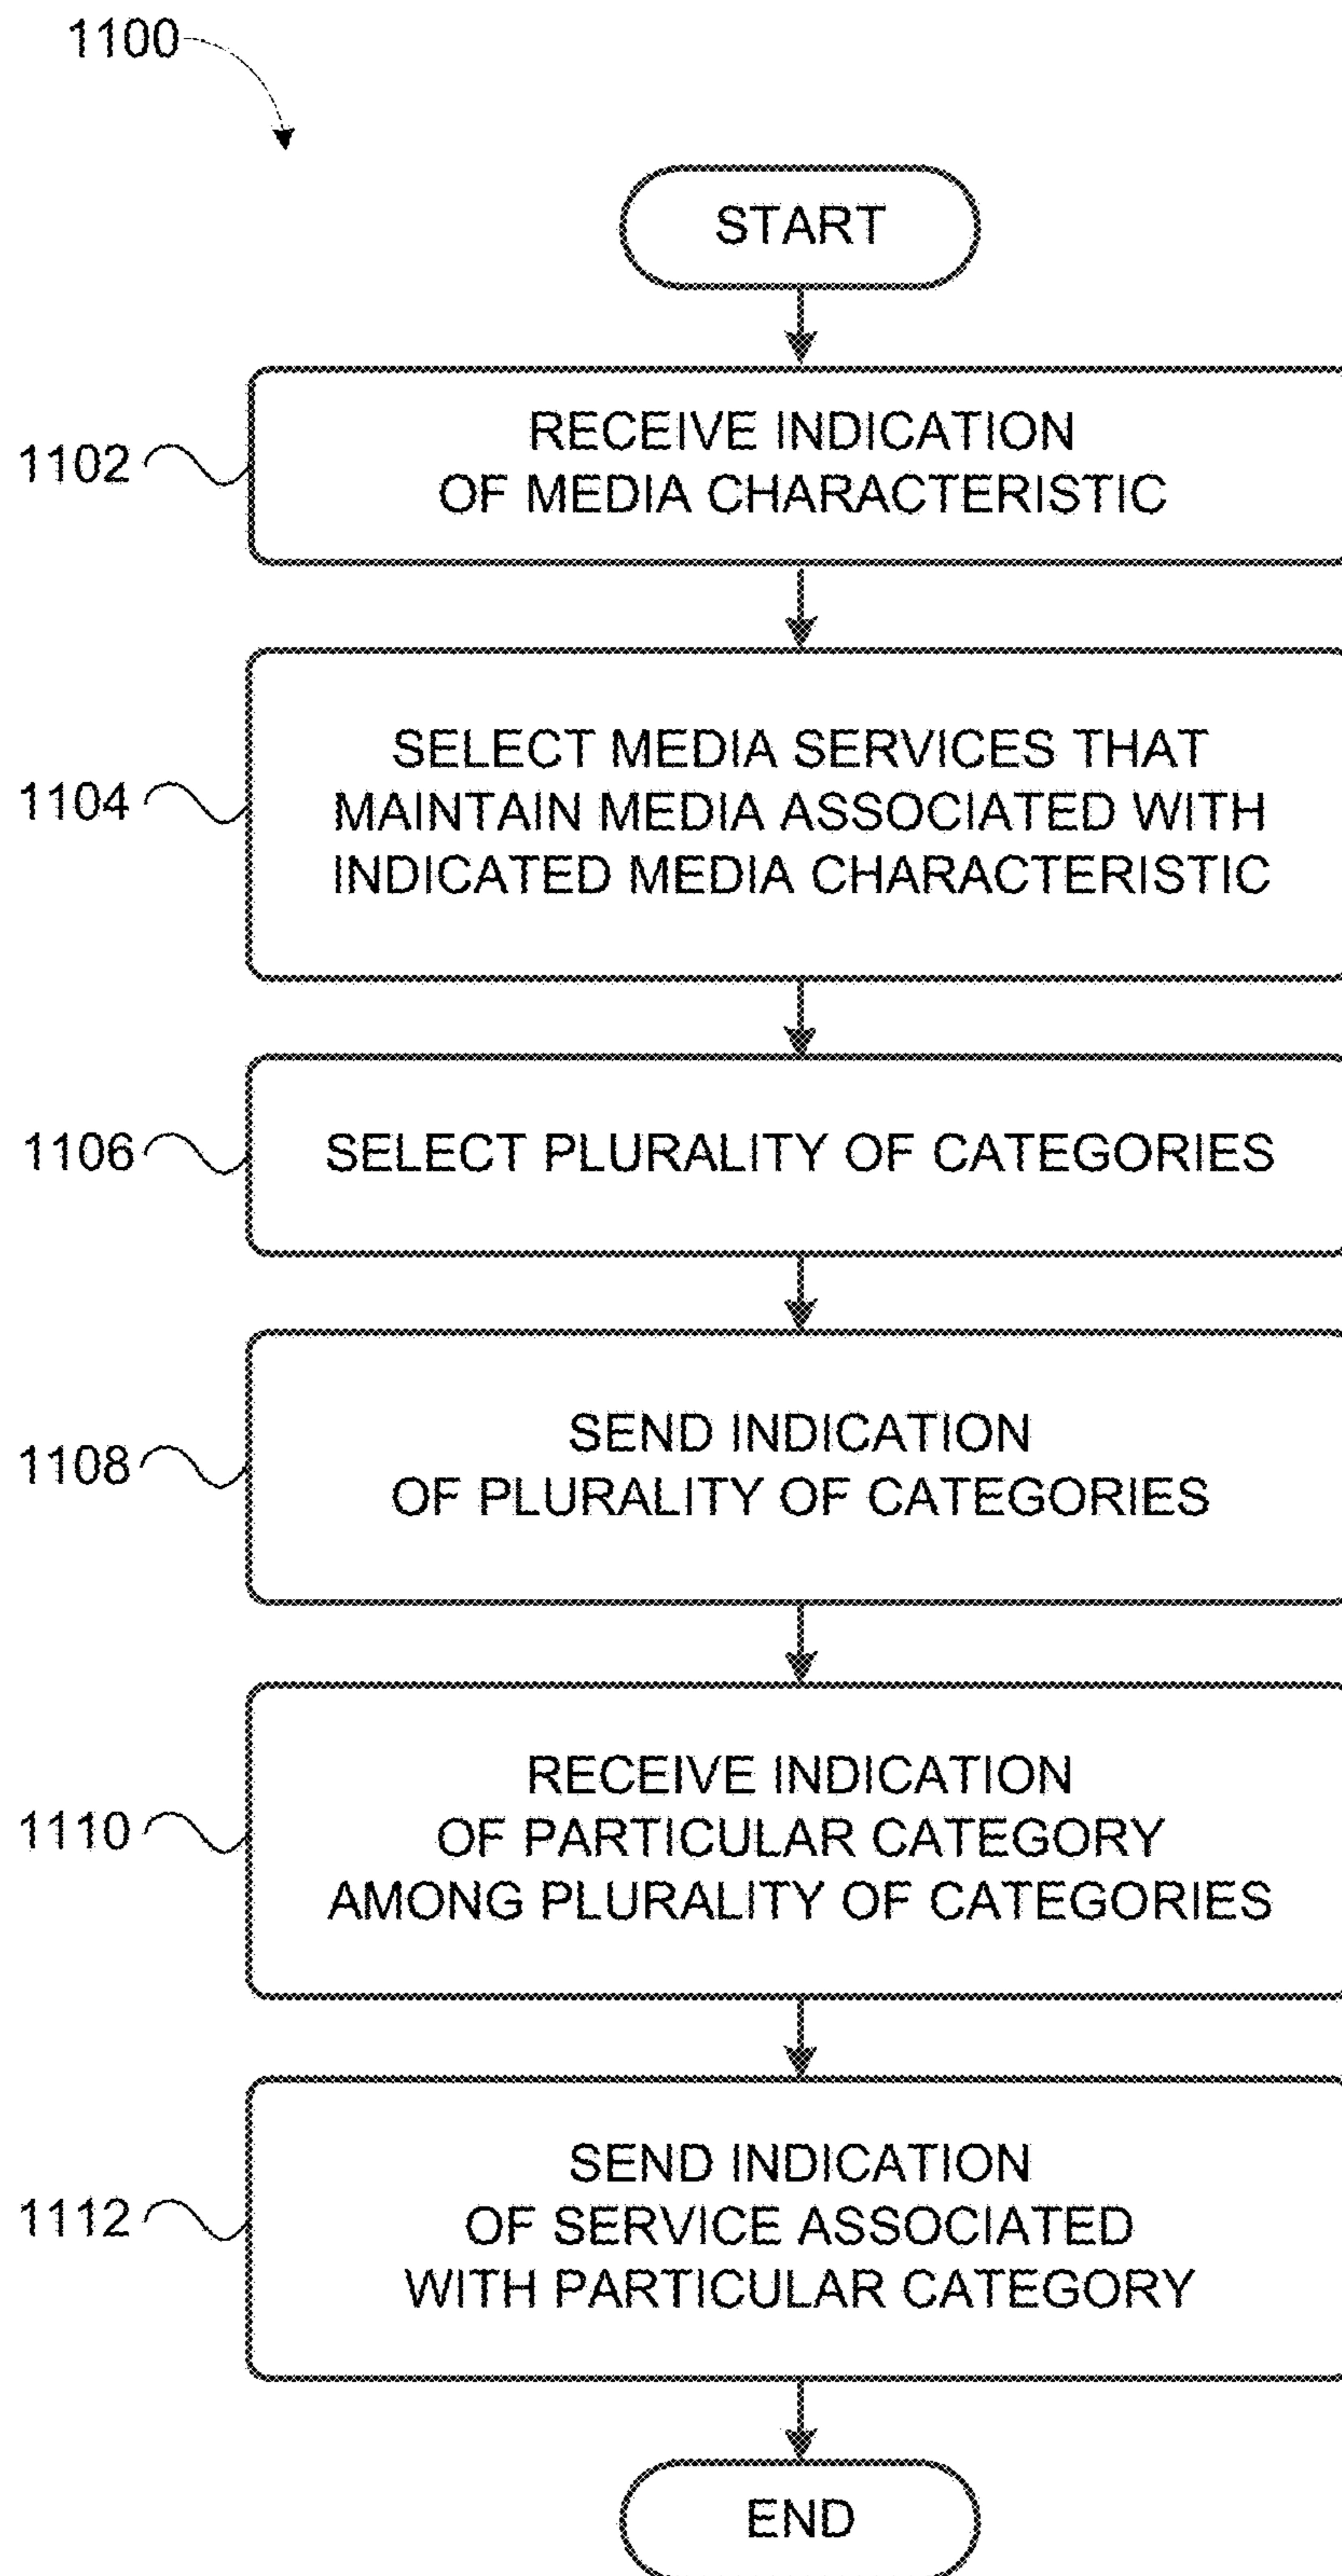 1100
START
1102
RECEIVE INDICATION
OF MEDIA CHARACTERISTIC
1104
SELECT MEDIA SERVICES THAT
MAINTAIN MEDIA ASSOCIATED WITH
INDICATED MEDIA CHARACTERISTIC
1106
SELECT PLURALITY OF CATEGORIES
1108
SEND INDICATION
OF PLURALITY OF CATEGORIES
1110
RECEIVE INDICATION
OF PARTICULAR CATEGORY
AMONG PLURALITY OF CATEGORIES
1112
SEND INDICATION
OF SERVICE ASSOCIATED
WITH PARTICULAR CATEGORY
END